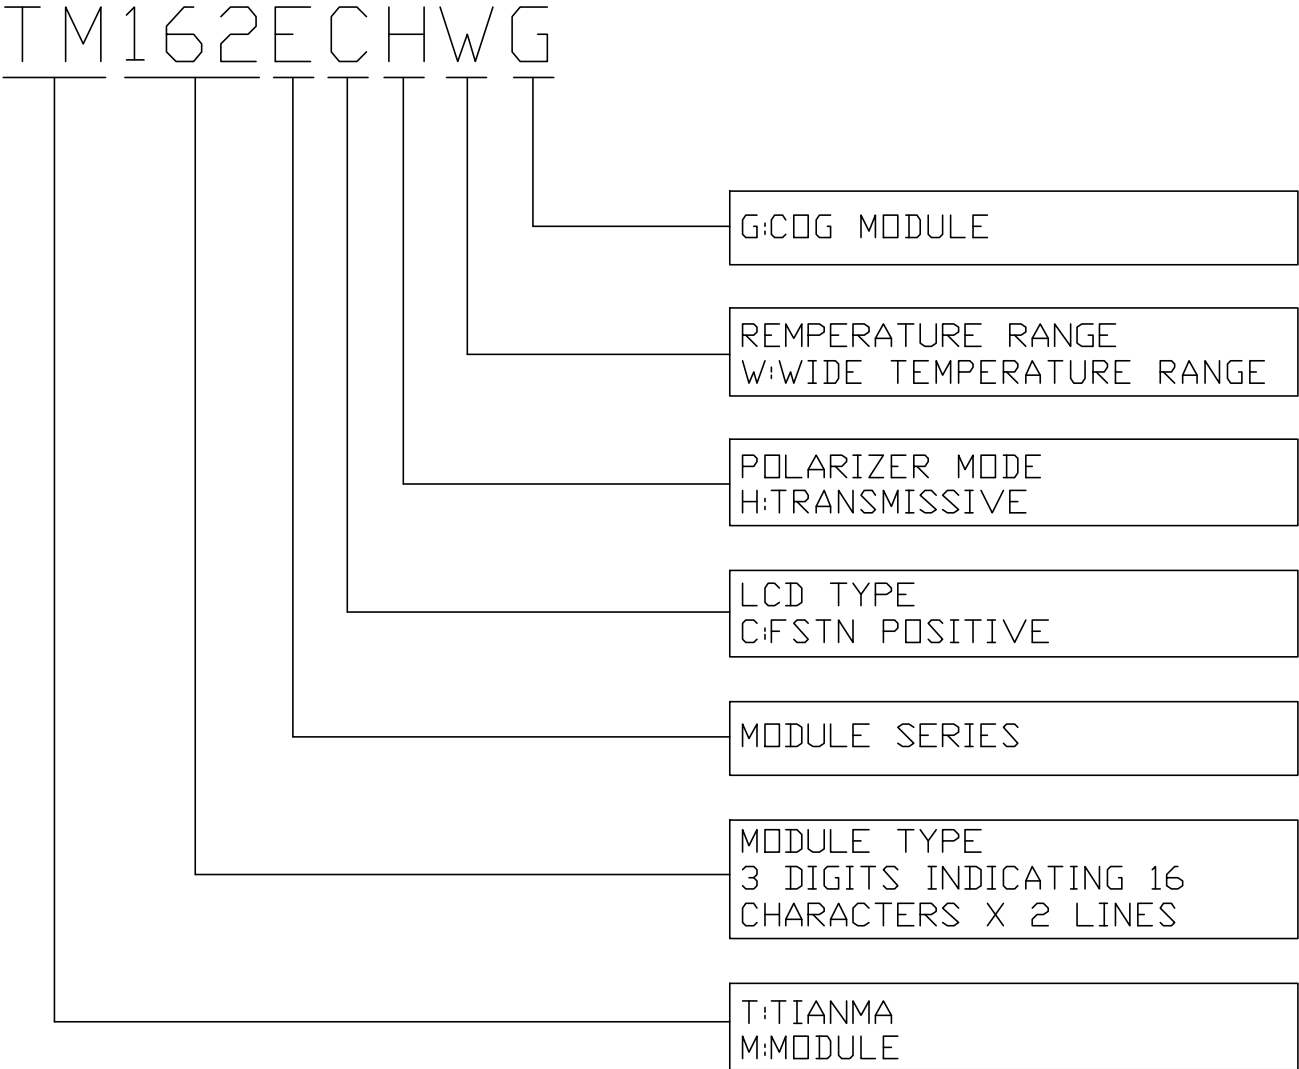 TM162ECHWG
G:COG MODULE
REMPERATURE RANGE
W:WIDE TEMPERATURE RANGE
POLARIZER MODE
H:TRANSMISSIVE
LCD TYPE
C:FSTN POSITIVE
MODULE SERIES
MODULE TYPE
3 DIGITS INDICATING 16
CHARACTERS X 2 LINES
T:TIANMA
M:MODULE